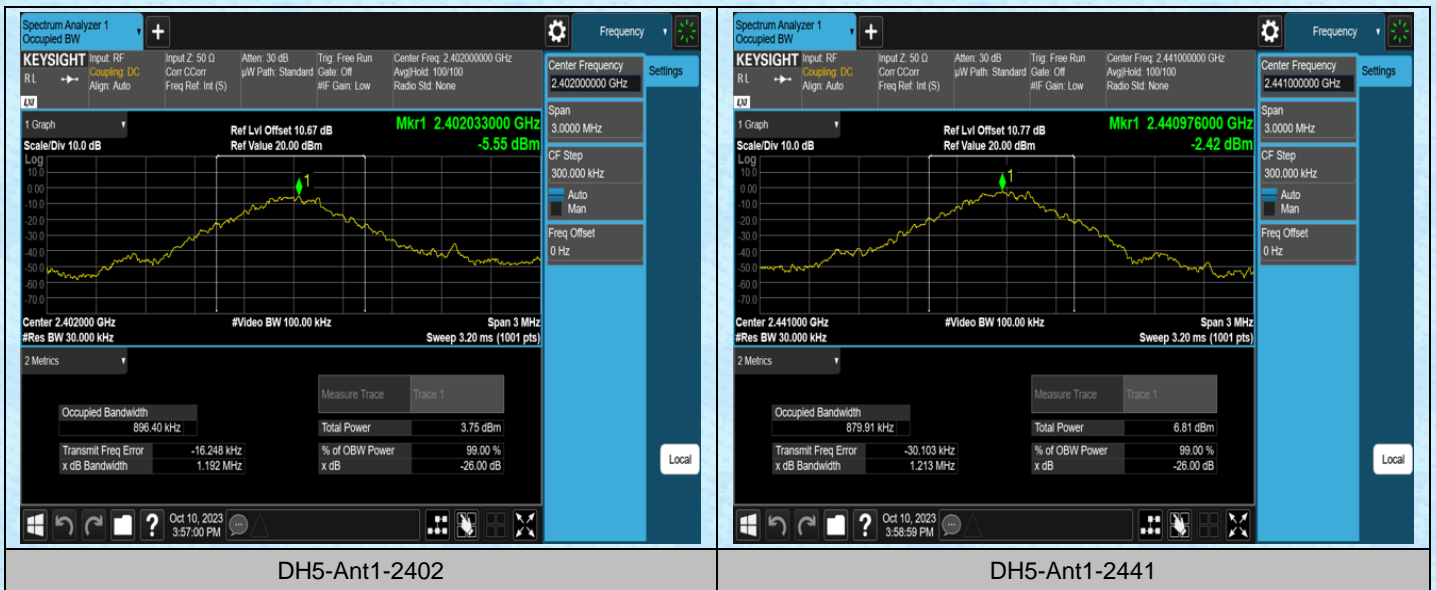 Spectrum Analyzer 1
Occupied BW
Frequency
KEYSIGHT Input: RF Input Z: 50 Ω Atten: 30 dB Trig: Free Run Center Freq: 2.402000000 GHz
RL Coupling: DC Corr CCorr µW Path: Standard Gate: Off Avg|Hold: 100/100
Align: Auto Freq Ref: Int (S) #IF Gain: Low Radio Std: None
LXI
Center Frequency
2.402000000 GHz
Settings
Span
3.0000 MHz
CF Step
300.000 kHz
Auto
Man
Freq Offset
0 Hz
Local
1 Graph
Ref Lvl Offset 10.67 dB
Mkr1 2.402033000 GHz
Scale/Div 10.0 dB
Ref Value 20.00 dBm
-5.55 dBm
Log
10.0
0.00
-10.0
-20.0
-30.0
-40.0
-50.0
-60.0
-70.0
1
Center 2.402000 GHz #Video BW 100.00 kHz Span 3 MHz
#Res BW 30.000 kHz Sweep 3.20 ms (1001 pts)
2 Metrics
Measure Trace Trace 1
Occupied Bandwidth
896.40 kHz Total Power 3.75 dBm
Transmit Freq Error -16.248 kHz % of OBW Power 99.00 %
x dB Bandwidth 1.192 MHz x dB -26.00 dB
?
Oct 10, 2023
3:57:00 PM
DH5-Ant1-2402
Spectrum Analyzer 1
Occupied BW
Frequency
KEYSIGHT Input: RF Input Z: 50 Ω Atten: 30 dB Trig: Free Run Center Freq: 2.441000000 GHz
RL Coupling: DC Corr CCorr µW Path: Standard Gate: Off Avg|Hold: 100/100
Align: Auto Freq Ref: Int (S) #IF Gain: Low Radio Std: None
LXI
Center Frequency
2.441000000 GHz
Settings
Span
3.0000 MHz
CF Step
300.000 kHz
Auto
Man
Freq Offset
0 Hz
Local
1 Graph
Ref Lvl Offset 10.77 dB
Mkr1 2.440976000 GHz
Scale/Div 10.0 dB
Ref Value 20.00 dBm
-2.42 dBm
Log
10.0
0.00
-10.0
-20.0
-30.0
-40.0
-50.0
-60.0
-70.0
1
Center 2.441000 GHz #Video BW 100.00 kHz Span 3 MHz
#Res BW 30.000 kHz Sweep 3.20 ms (1001 pts)
2 Metrics
Measure Trace Trace 1
Occupied Bandwidth
879.91 kHz Total Power 6.81 dBm
Transmit Freq Error -30.103 kHz % of OBW Power 99.00 %
x dB Bandwidth 1.213 MHz x dB -26.00 dB
?
Oct 10, 2023
3:58:59 PM
DH5-Ant1-2441